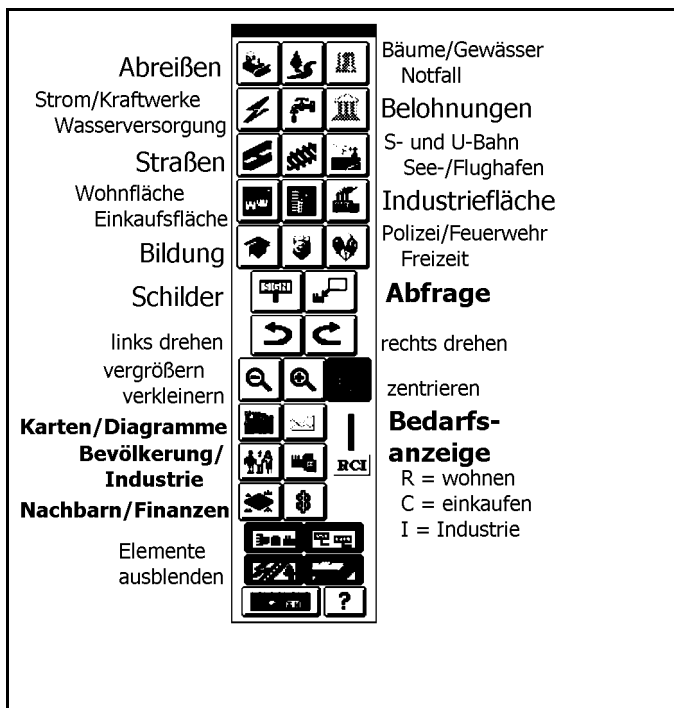 Abreißen
Bäume/Gewässer
Notfall
Strom/Kraftwerke
Wasserversorgung
Belohnungen
Straßen
S- und U-Bahn
See-/Flughafen
Wohnfläche
Einkaufsfläche
Industriefläche
Bildung
Polizei/Feuerwehr
Freizeit
Schilder
SIGN
Abfrage
links drehen
rechts drehen
vergrößern
verkleinern
zentrieren
Karten/Diagramme
Bedarfs-
anzeige
Bevölkerung/
Industrie
RCI
R = wohnen
C = einkaufen
I = Industrie
Nachbarn/Finanzen
$
Elemente
ausblenden
?